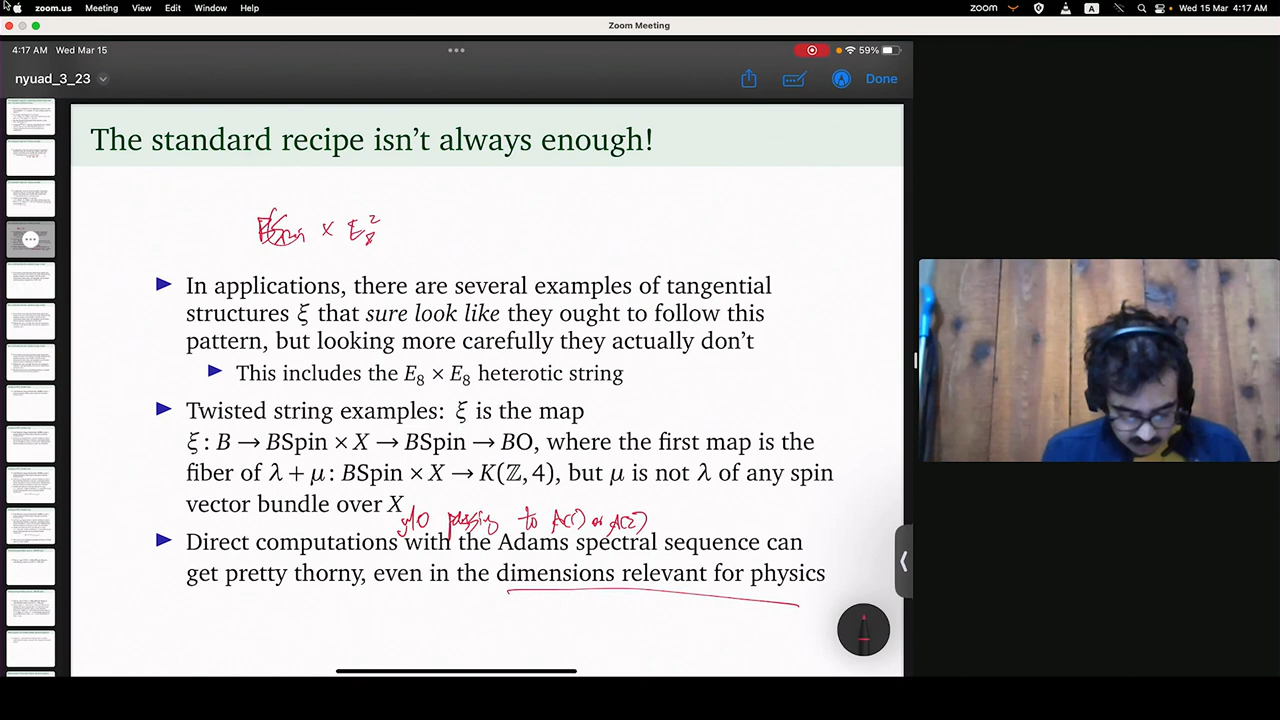 zoom.us Meeting View Edit Window Help zoom A Wed 15 Mar 4:17 AM
Zoom Meeting
4:17 AM Wed Mar 15 59%
nyuad_3_23 Done
The standard recipe isn't always enough!
× E₈²
In applications, there are several examples of tangential
structures ξ that sure look like they ought to follow this
pattern, but looking more carefully they actually don't
This includes the E₈ × E₈ heterotic string
Twisted string examples: ξ is the map
ξ: B → BSpin × X → BSpin → BO, where the first map is the
fiber of λ + μ: BSpin × X → K(ℤ, 4), but μ is not λ of any spin
vector bundle over X
w/o passing to A(1) or A(2)
Direct computations with the Adams spectral sequence can
get pretty thorny, even in the dimensions relevant for physics